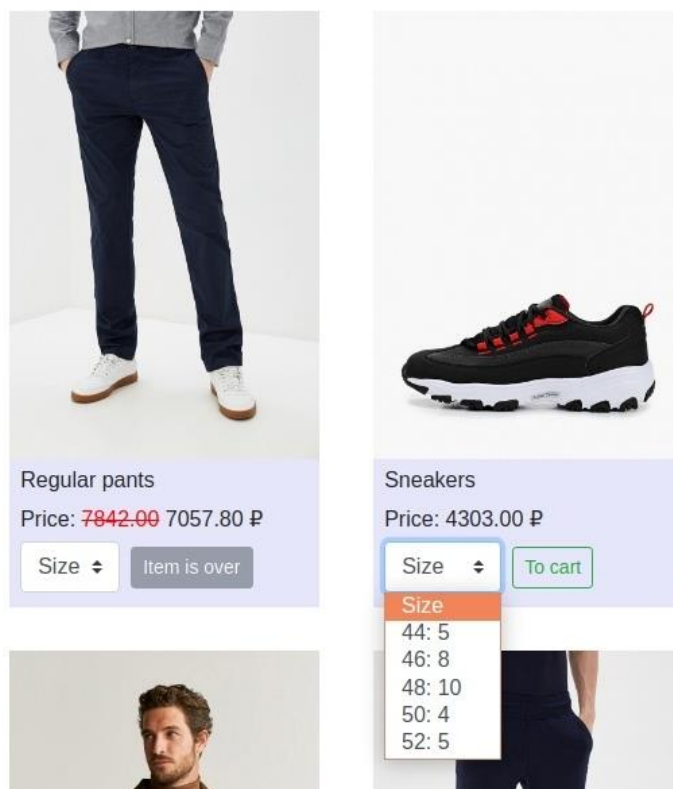 Regular pants
Price: 7842.00 7057.80 ₽
Size
Item is over
Sneakers
Price: 4303.00 ₽
Size
To cart
Size
44: 5
46: 8
48: 10
50: 4
52: 5